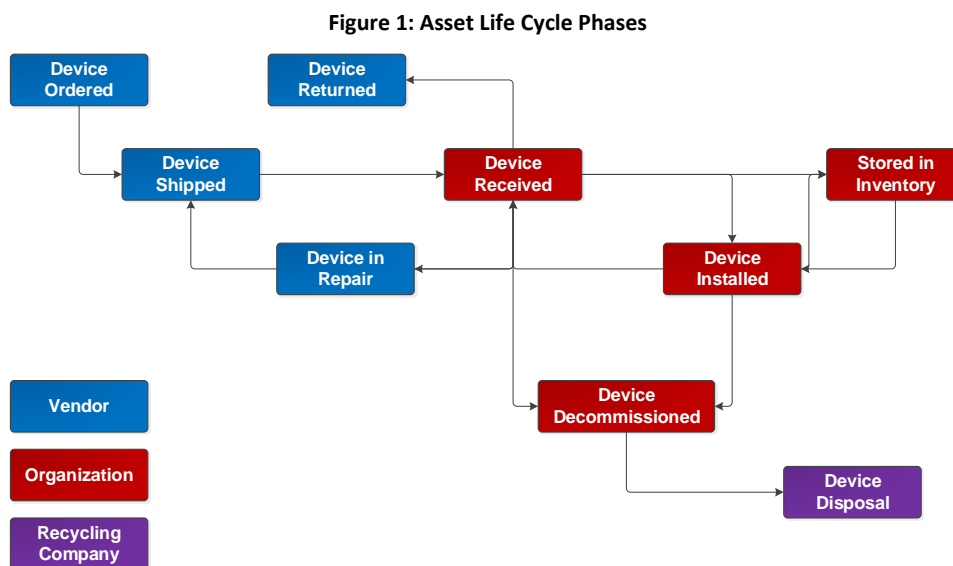 Figure 1: Asset Life Cycle Phases
Device
Ordered
Device
Returned
Device
Shipped
Device
Received
Stored in
Inventory
Device in
Repair
Device
Installed
Vendor
Device
Decommissioned
Organization
Device
Disposal
Recycling
Company